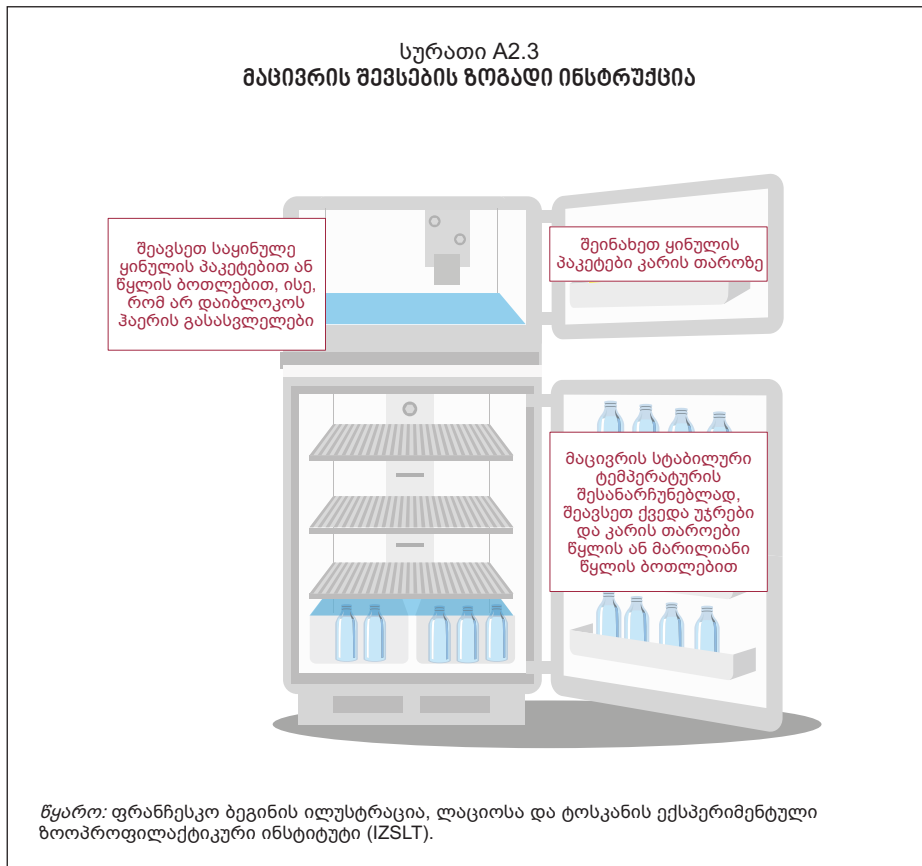 სურათი A2.3
მაცივრის შევსების ზოგადი ინსტრუქცია
შეავსეთ საყინულე
ყინულის პაკეტებით ან
წყლის ბოთლებით, ისე,
რომ არ დაიბლოკოს
ჰაერის გასასვლელები
შეინახეთ ყინულის
პაკეტები კარის თაროზე
მაცივრის სტაბილური
ტემპერატურის
შესანარჩუნებლად,
შეავსეთ ქვედა უჯრები
და კარის თაროები
წყლის ან მარილიანი
წყლის ბოთლებით
წყარო: ფრანჩესკო ბეგინის ილუსტრაცია, ლაციოსა და ტოსკანის ექსპერიმენტული
ზოოპროფილაქტიკური ინსტიტუტი (IZSLT).